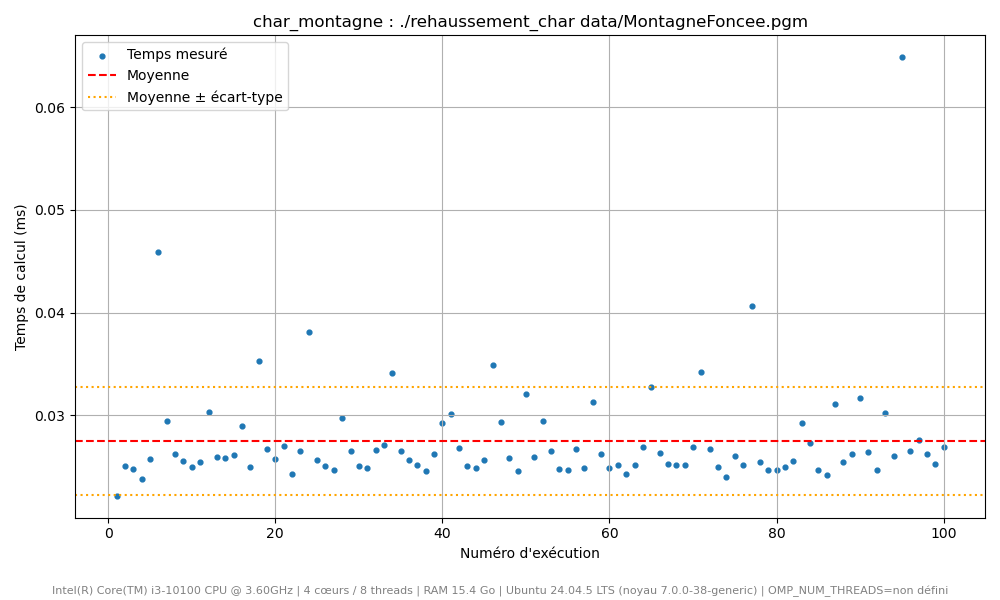 char_montagne : ./rehaussement_char data/MontagneFoncee.pgm
Temps mesuré
Moyenne
Moyenne ± écart-type
Temps de calcul (ms)
0.06
0.05
0.04
0.03
0 20 40 60 80 100
Numéro d'exécution
Intel(R) Core(TM) i3-10100 CPU @ 3.60GHz | 4 cœurs / 8 threads | RAM 15.4 Go | Ubuntu 24.04.5 LTS (noyau 7.0.0-38-generic) | OMP_NUM_THREADS=non défini